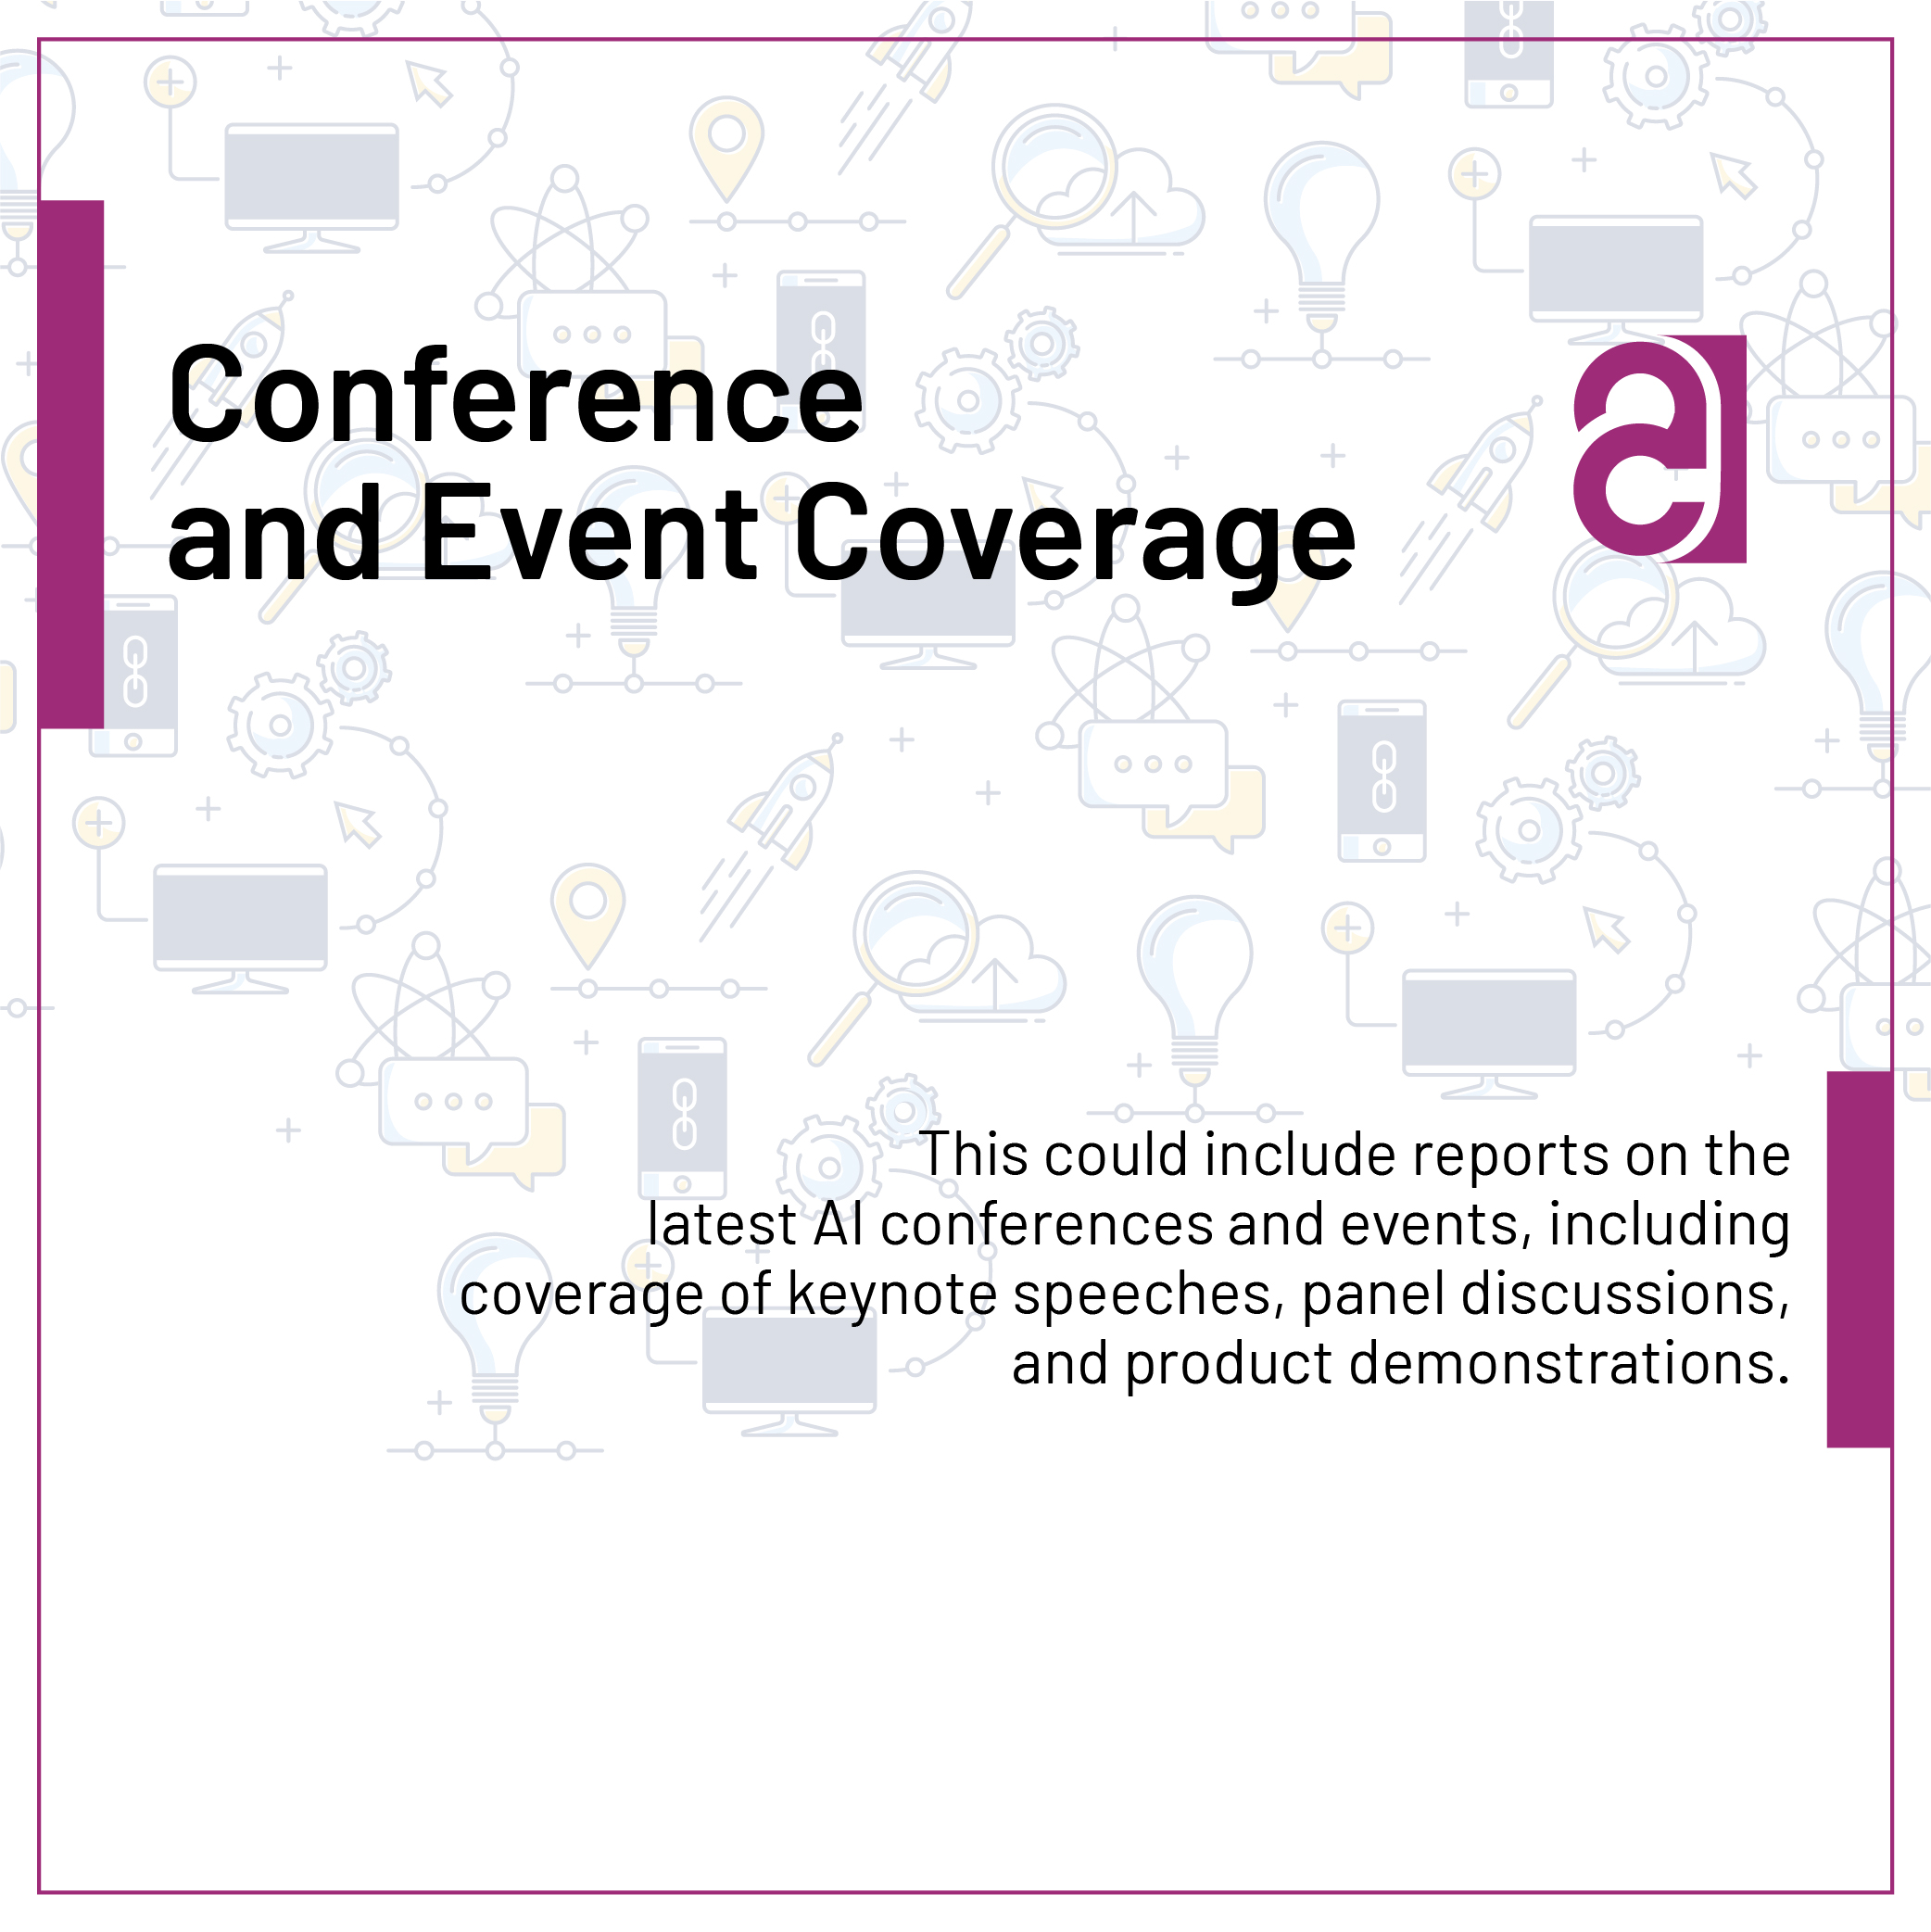 Conference
and Event Coverage
This could include reports on the
latest AI conferences and events, including
coverage of keynote speeches, panel discussions,
and product demonstrations.